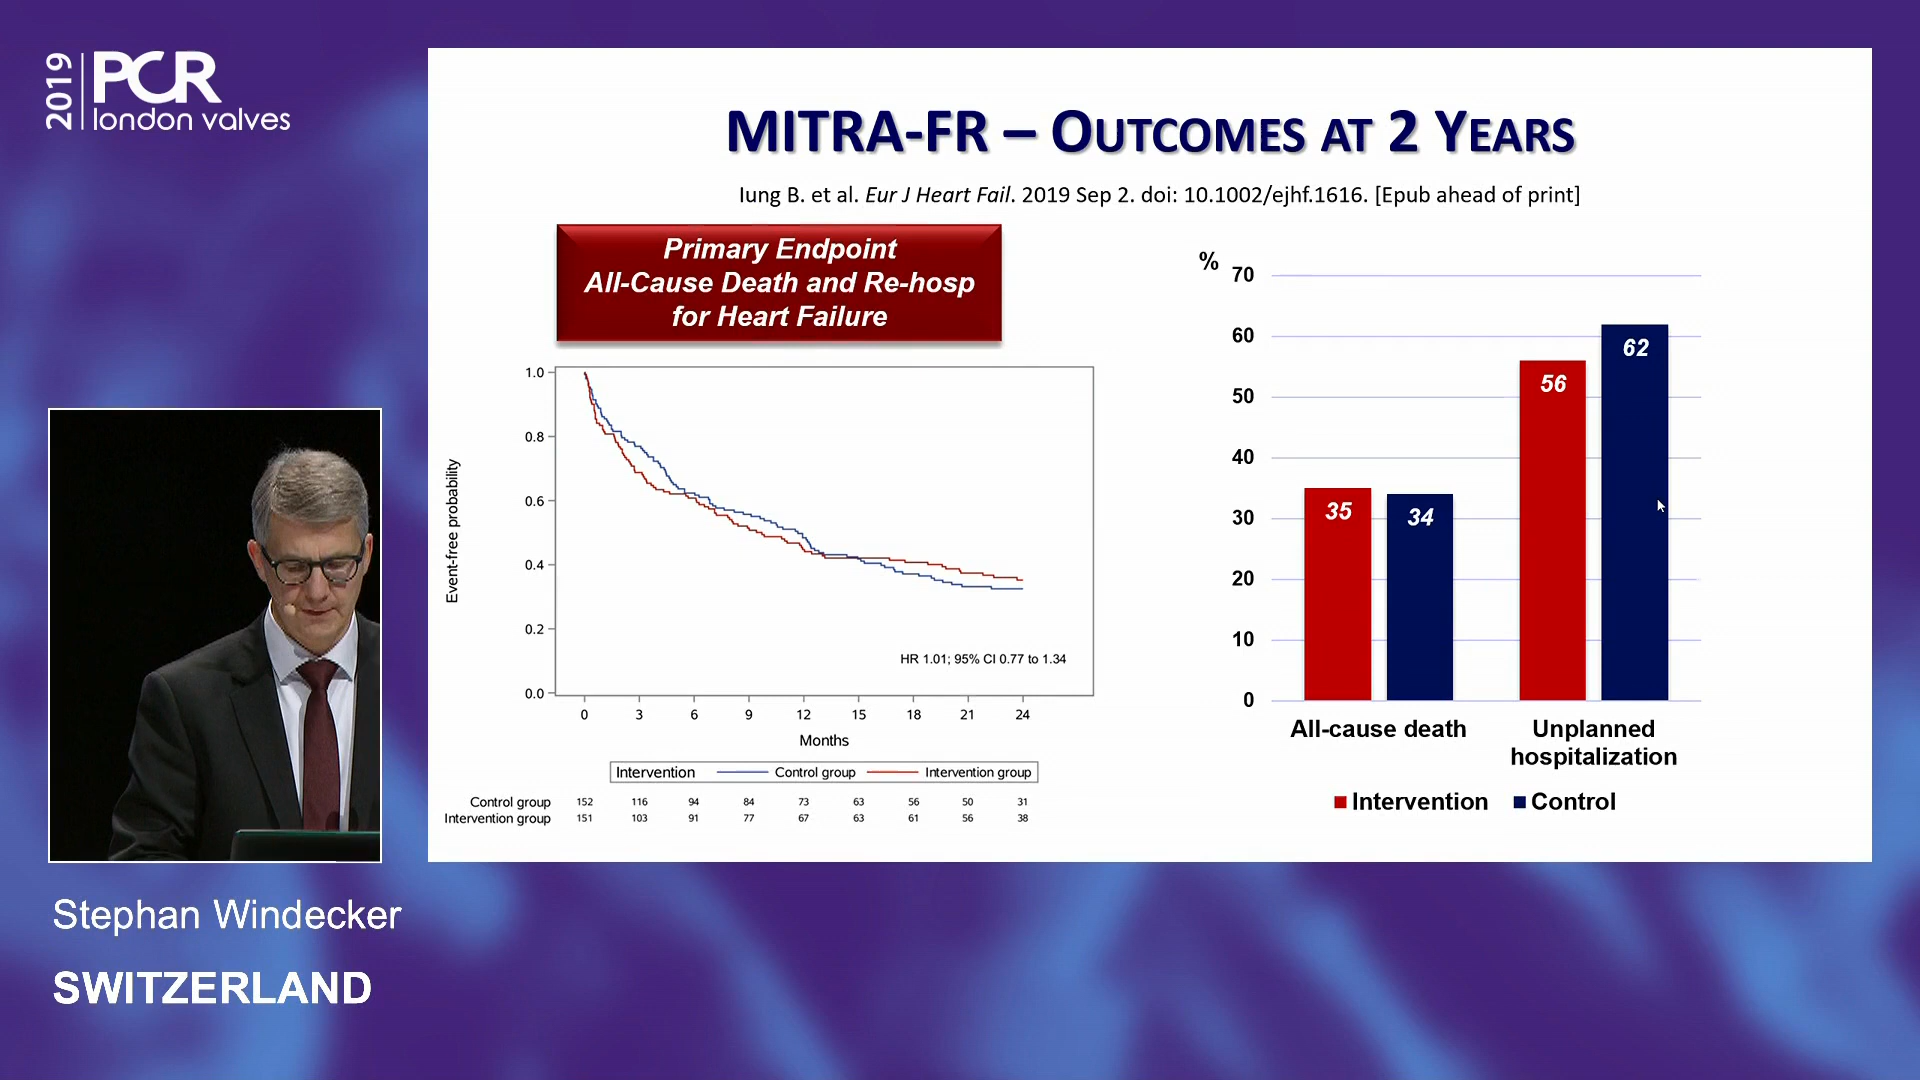 2019
PCR
london valves
MITRA-FR – OUTCOMES AT 2 YEARS
Iung B. et al. Eur J Heart Fail. 2019 Sep 2. doi: 10.1002/ejhf.1616. [Epub ahead of print]
Primary Endpoint
All-Cause Death and Re-hosp
for Heart Failure
Event-free probability
1.0
0.8
0.6
0.4
0.2
0.0
HR 1.01; 95% CI 0.77 to 1.34
0 3 6 9 12 15 18 21 24
Months
Intervention Control group Intervention group
Control group 152 116 94 84 73 63 56 50 31
Intervention group 151 103 91 77 67 63 61 56 38
%
70
60
50
40
30
20
10
0
35
34
56
62
All-cause death
Unplanned
hospitalization
Intervention Control
Stephan Windecker
SWITZERLAND